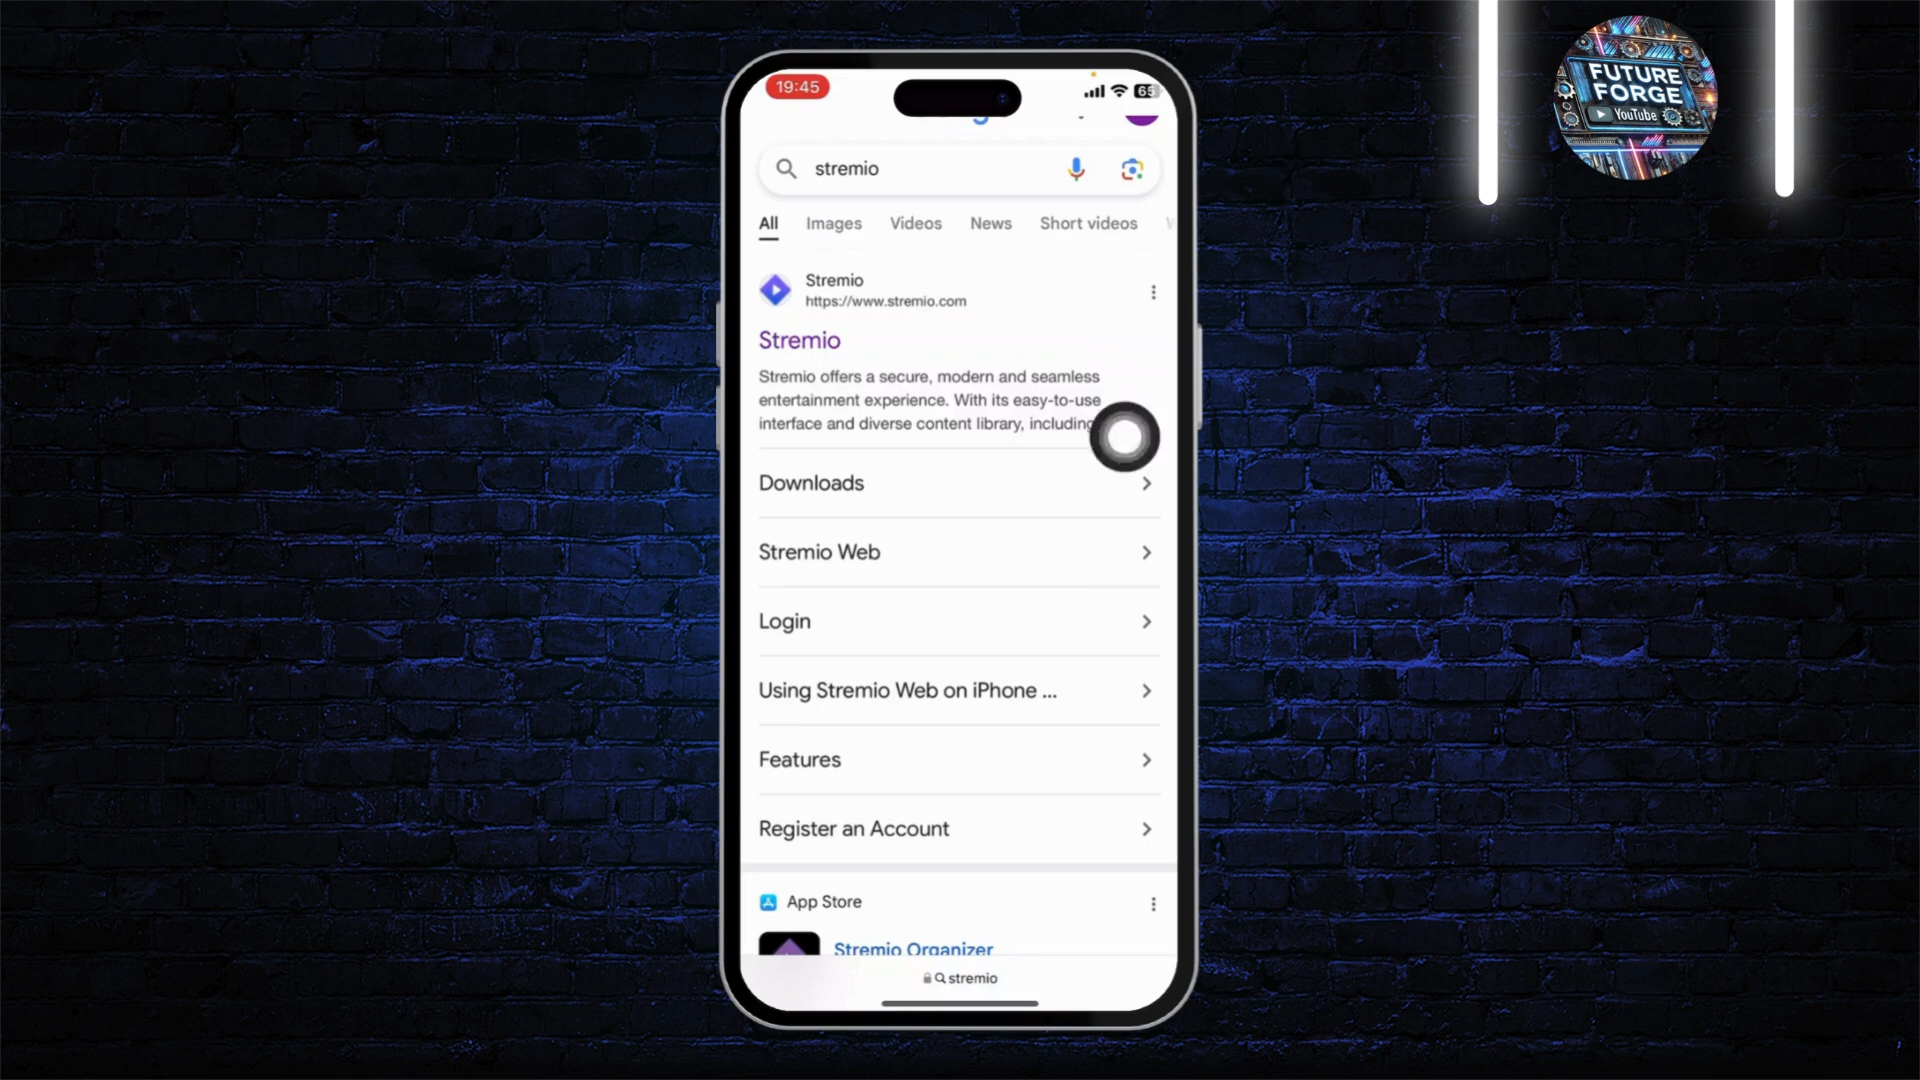 FUTURE
FORGE
YouTube
19:45
65
stremio
All Images Videos News Short videos
Stremio
https://www.stremio.com
Stremio
Stremio offers a secure, modern and seamless
entertainment experience. With its easy-to-use
interface and diverse content library, including
Downloads
Stremio Web
Login
Using Stremio Web on iPhone ...
Features
Register an Account
App Store
Stremio Organizer
stremio